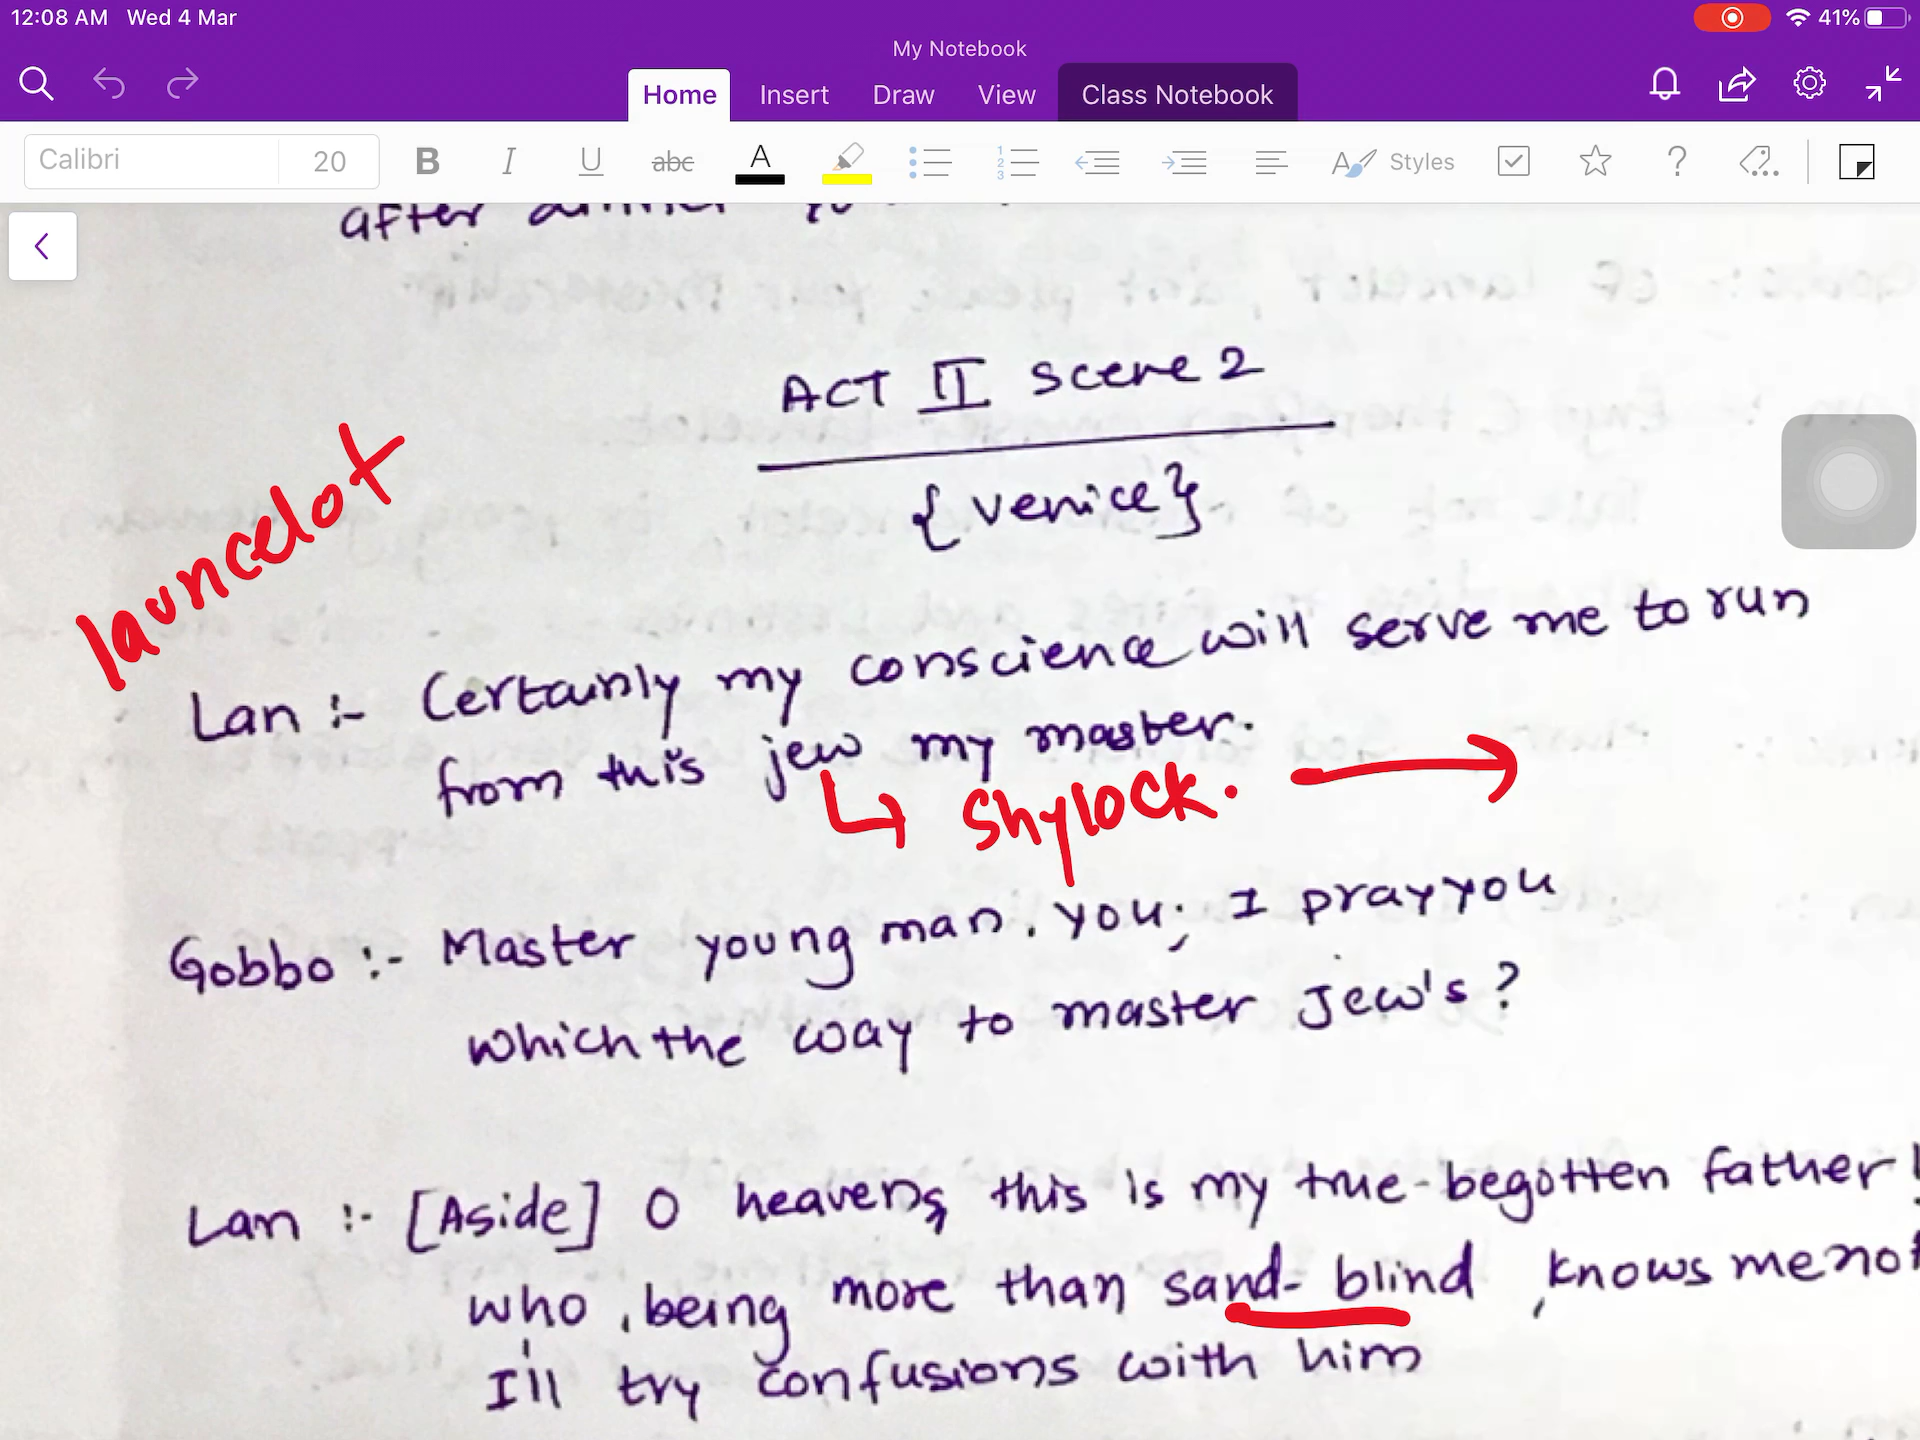 12:08 AM Wed 4 Mar
41%
My Notebook
Home Insert Draw View Class Notebook
Calibri 20 B I U abc A Styles
after
ACT II scene 2
{venice}
launcelot
Lan :- Certainly my conscience will serve me to run
from this jew my master.
Shylock.
Gobbo :- Master young man, you; I pray you
which the way to master Jew's ?
Lan :- [Aside] O heavens, this is my true-begotten father!
who, being more than sand-blind, knows me not
I'll try confusions with him